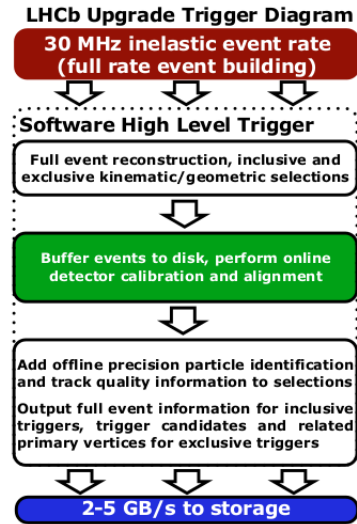 LHCb Upgrade Trigger Diagram
30 MHz inelastic event rate
(full rate event building)
Software High Level Trigger
Full event reconstruction, inclusive and
exclusive kinematic/geometric selections
Buffer events to disk, perform online
detector calibration and alignment
Add offline precision particle identification
and track quality information to selections
Output full event information for inclusive
triggers, trigger candidates and related
primary vertices for exclusive triggers
2-5 GB/s to storage